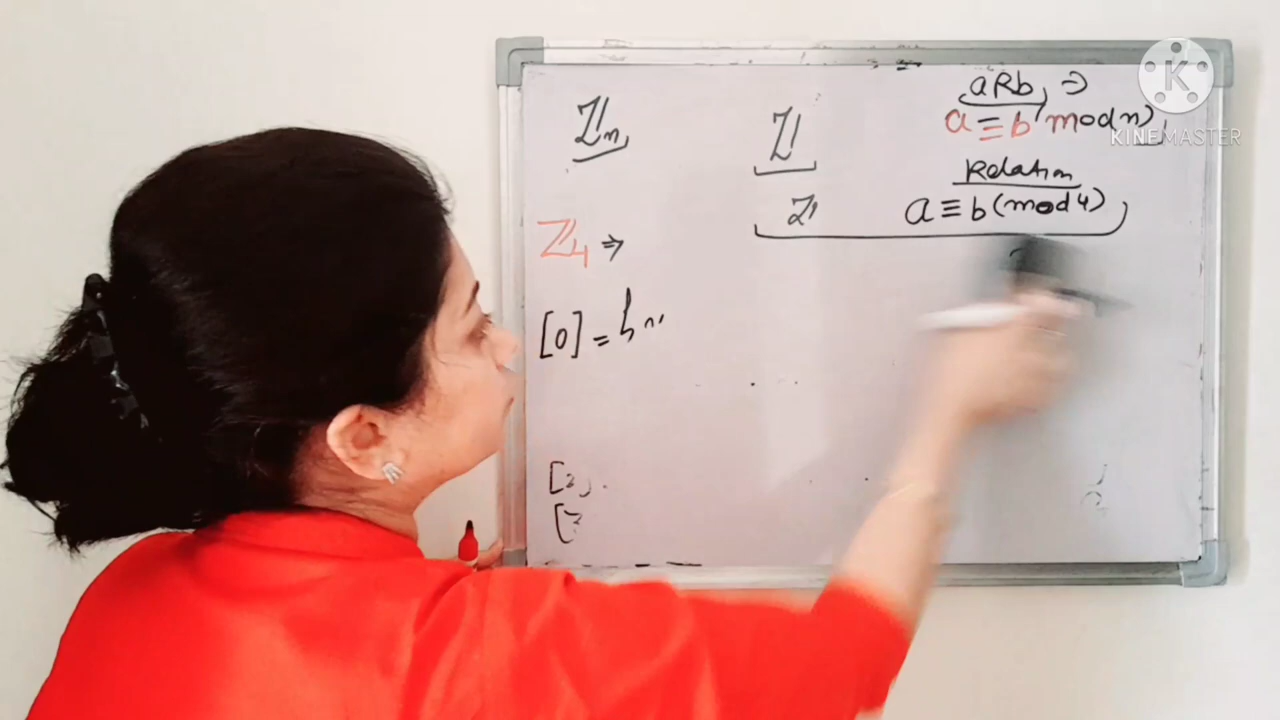 ℤₙ ℤ aRb, ⇒
a ≡ b (mod n)
Relation
ℤ a ≡ b (mod 4)
ℤ₄ ⇒
[0] = {
[2]
[3
K
KINEMASTER